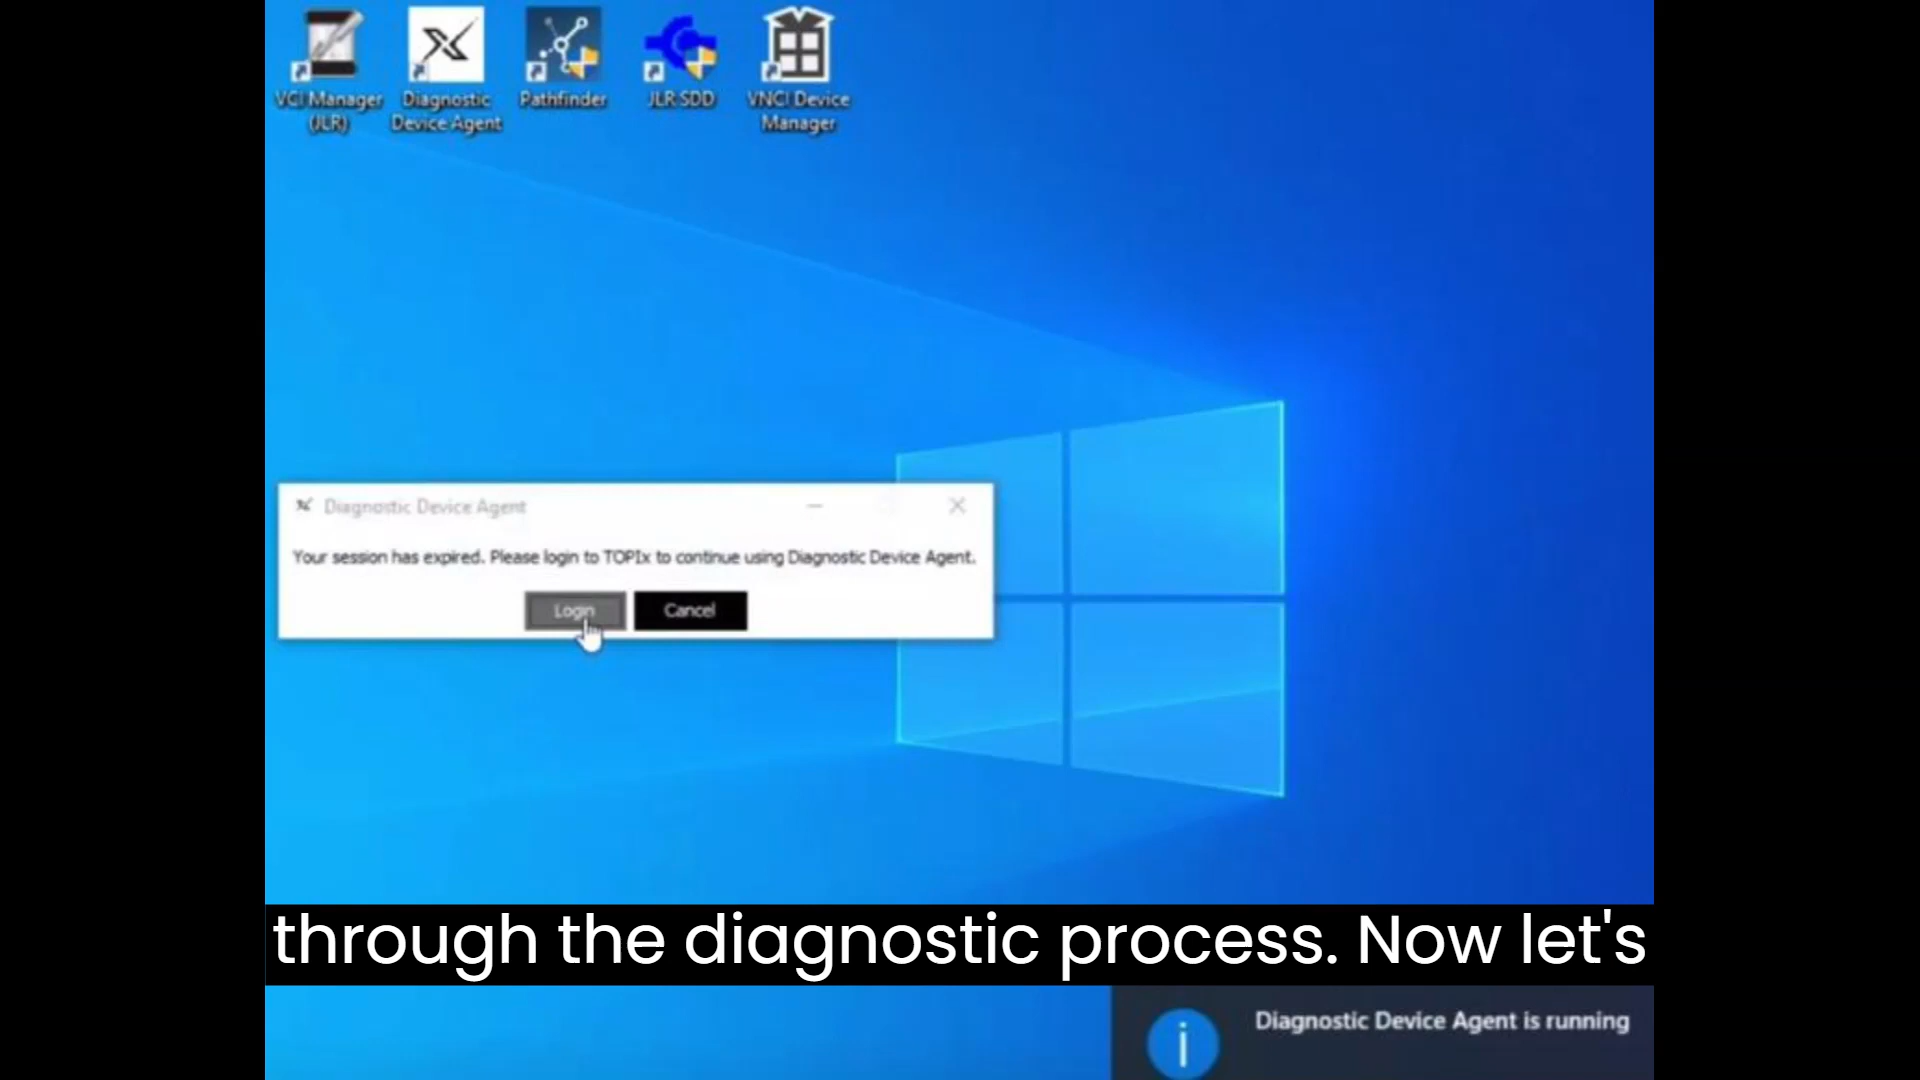 VCI Manager
(JLR)
Diagnostic
Device Agent
Pathfinder
JLR SDD
VNCI Device
Manager
Diagnostic Device Agent
Your session has expired. Please login to TOPIx to continue using Diagnostic Device Agent.
Login
Cancel
through the diagnostic process. Now let's
Diagnostic Device Agent is running